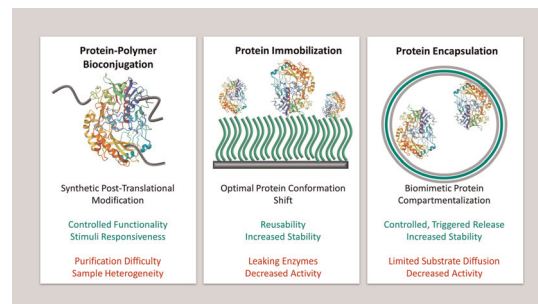 Protein-Polymer
Bioconjugation
Synthetic Post-Translational
Modification
Controlled Functionality
Stimuli Responsiveness
Purification Difficulty
Sample Heterogeneity
Protein Immobilization
Optimal Protein Conformation
Shift
Reusability
Increased Stability
Leaking Enzymes
Decreased Activity
Protein Encapsulation
Biomimetic Protein
Compartmentalization
Controlled, Triggered Release
Increased Stability
Limited Substrate Diffusion
Decreased Activity